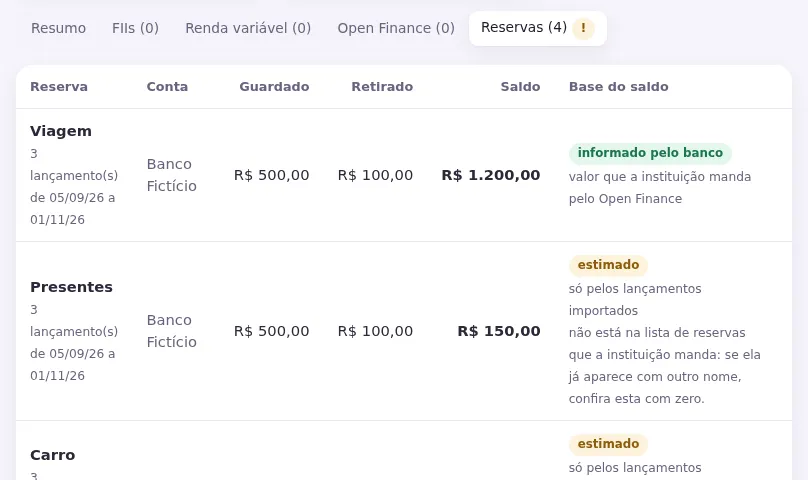 Resumo FIIs (0) Renda variável (0) Open Finance (0) Reservas (4) !
Reserva Conta Guardado Retirado Saldo Base do saldo
Viagem
3
lançamento(s)
de 05/09/26 a
01/11/26
Banco
Fictício
R$ 500,00 R$ 100,00 R$ 1.200,00
informado pelo banco
valor que a instituição manda
pelo Open Finance
Presentes
3
lançamento(s)
de 05/09/26 a
01/11/26
Banco
Fictício
R$ 500,00 R$ 100,00 R$ 150,00
estimado
só pelos lançamentos
importados
não está na lista de reservas
que a instituição manda: se ela
já aparece com outro nome,
confira esta com zero.
Carro
3
estimado
só pelos lançamentos